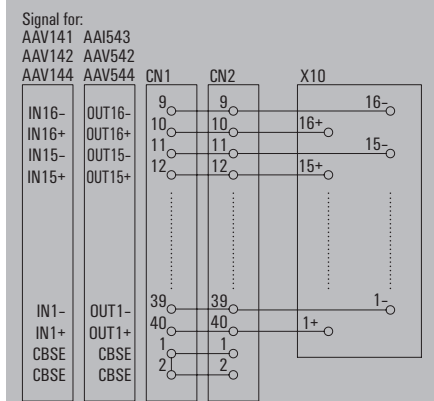 Signal for:
AAV141 AAI543
AAV142 AAV542
AAV144 AAV544 CN1 CN2 X10
IN16– OUT16– 9 9 16–
IN16+ OUT16+ 10 10 16+
IN15– OUT15– 11 11 15–
IN15+ OUT15+ 12 12 15+
IN1– OUT1– 39 39 1–
IN1+ OUT1+ 40 40 1+
CBSE CBSE 1 1
CBSE CBSE 2 2